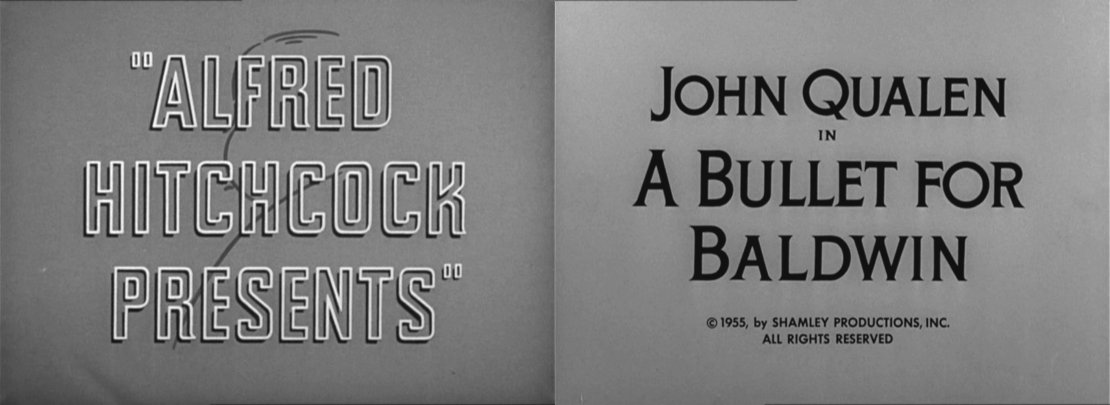 "ALFRED
HITCHCOCK
PRESENTS"
JOHN QUALEN
IN
A BULLET FOR
BALDWIN
© 1955, by SHAMLEY PRODUCTIONS, INC.
ALL RIGHTS RESERVED